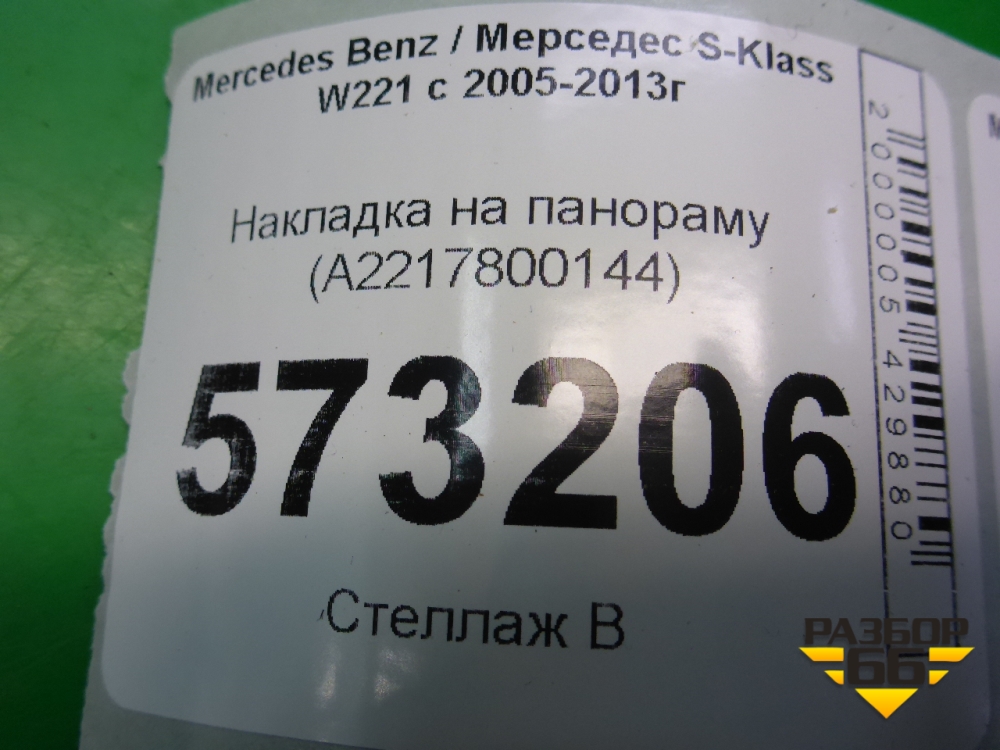 Mercedes Benz / Мерседес S-Klass
W221 с 2005-2013г
Накладка на панораму
(A2217800144)
573206
Стеллаж В
2000005429880
М
РАЗБОР
66